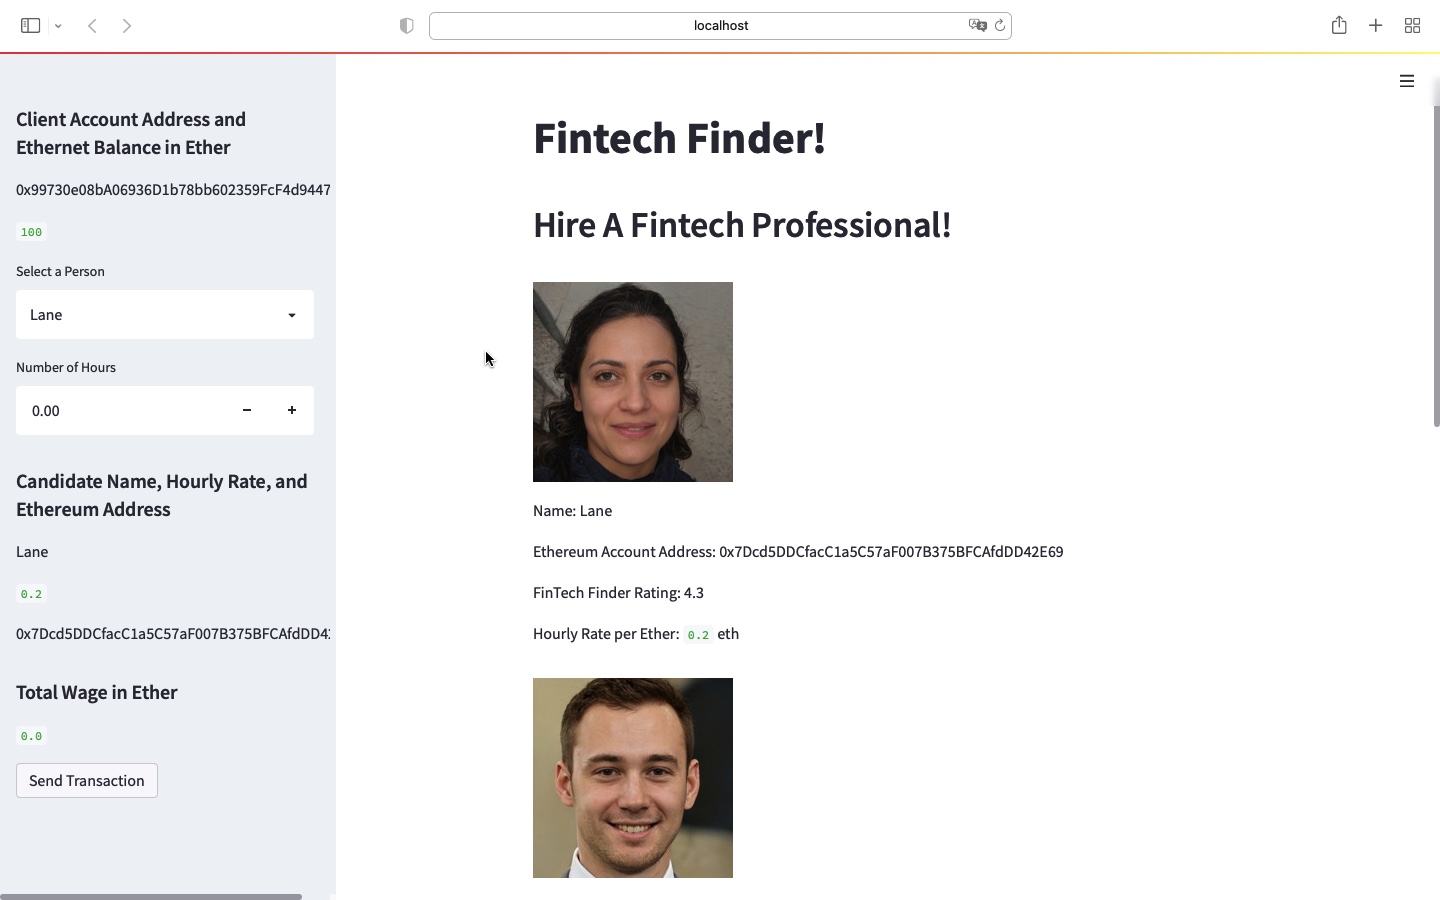 localhost
Client Account Address and
Ethernet Balance in Ether
0x99730e08bA06936D1b78bb602359FcF4d9447
100
Select a Person
Lane
Number of Hours
0.00
Candidate Name, Hourly Rate, and
Ethereum Address
Lane
0.2
0x7Dcd5DDCfacC1a5C57aF007B375BFCAfdDD4
Total Wage in Ether
0.0
Send Transaction
Fintech Finder!
Hire A Fintech Professional!
Name: Lane
Ethereum Account Address: 0x7Dcd5DDCfacC1a5C57aF007B375BFCAfdDD42E69
FinTech Finder Rating: 4.3
Hourly Rate per Ether: 0.2 eth